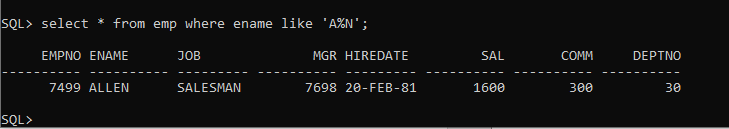 SQL> select * from emp where ename like 'A%N';
     EMPNO ENAME      JOB              MGR HIREDATE         SAL       COMM     DEPTNO
---------- ---------- --------- ---------- --------- ---------- ---------- ----------
      7499 ALLEN      SALESMAN        7698 20-FEB-81       1600        300         30
SQL>